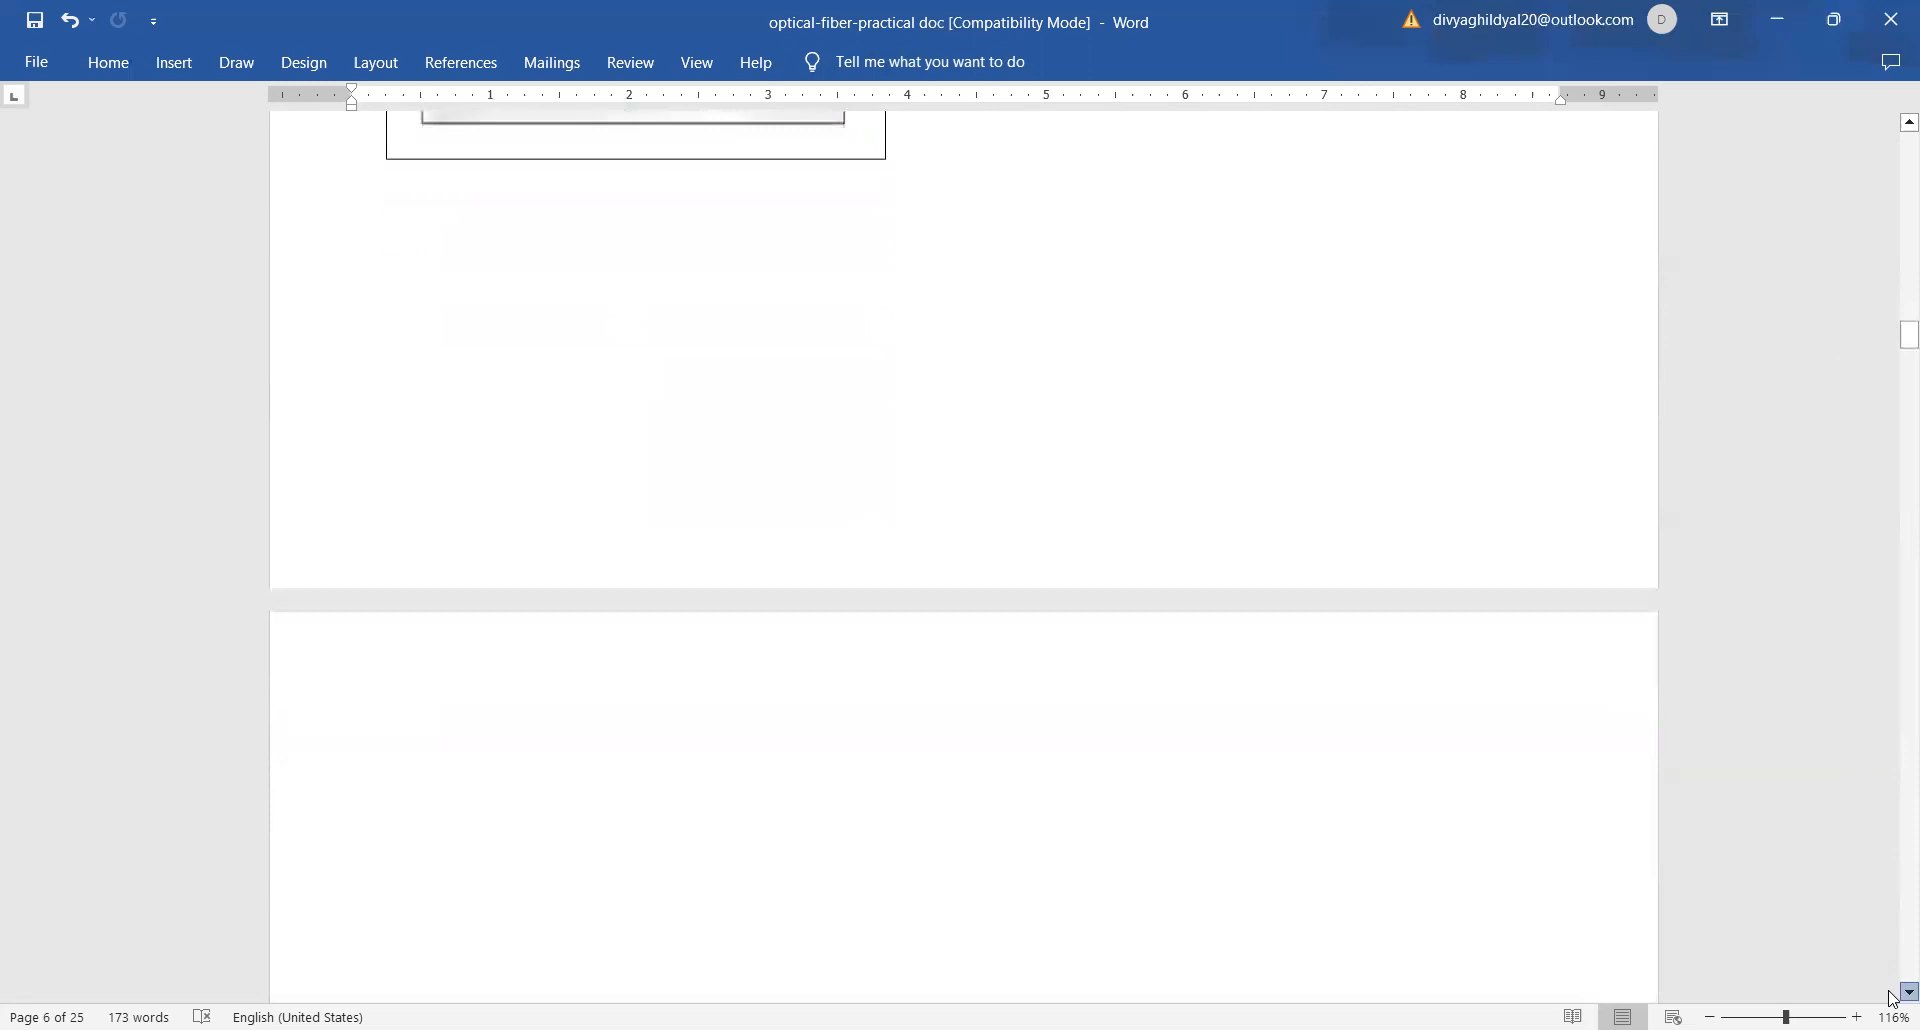 optical-fiber-practical doc [Compatibility Mode] - Word
divyaghildyal20@outlook.com
D
File Home Insert Draw Design Layout References Mailings Review View Help Tell me what you want to do
1 2 3 4 5 6 7 8 9
Page 6 of 25 173 words English (United States) 116%